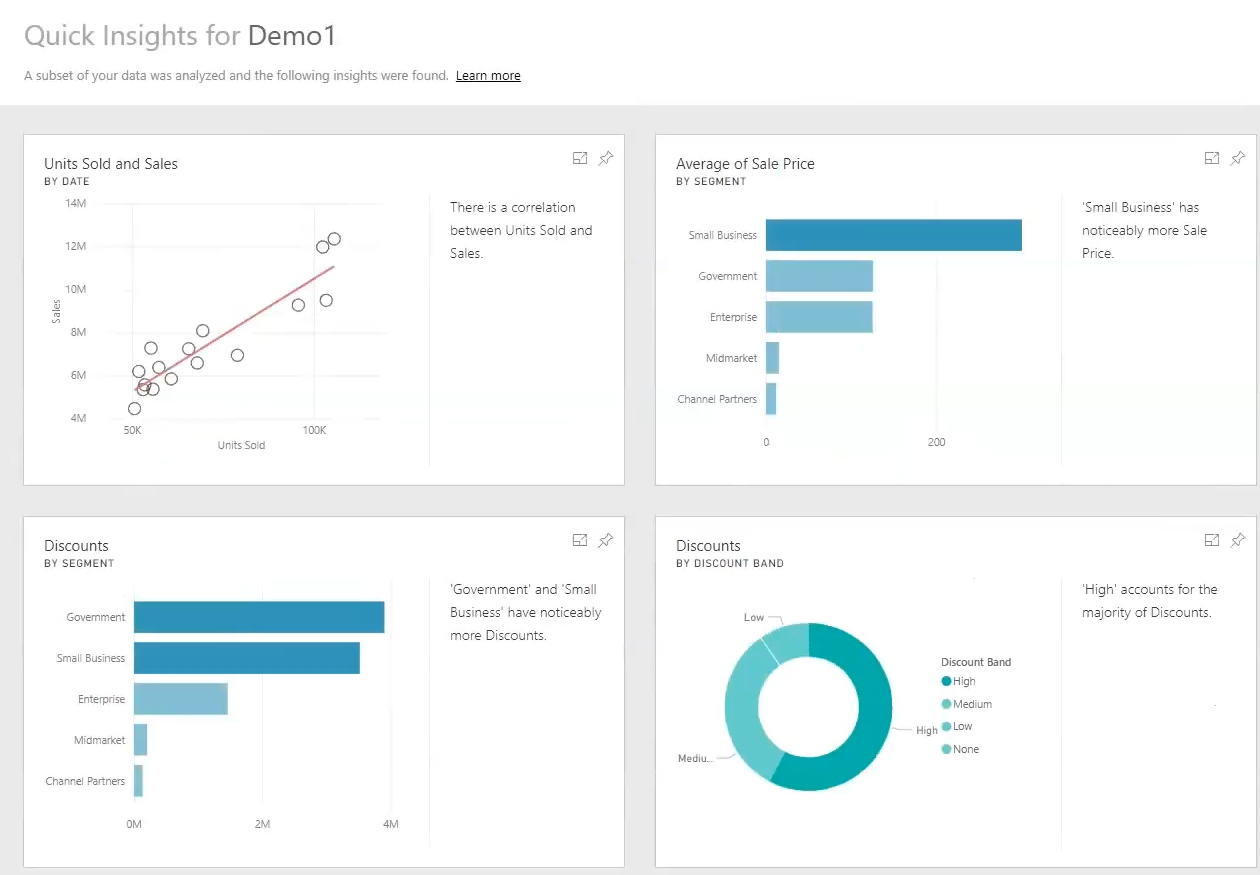 Quick Insights for Demo1
A subset of your data was analyzed and the following insights were found. Learn more
Units Sold and Sales
BY DATE
14M
12M
10M
8M
6M
4M
Sales
50K
100K
Units Sold
There is a correlation
between Units Sold and
Sales.
Average of Sale Price
BY SEGMENT
Small Business
Government
Enterprise
Midmarket
Channel Partners
0
200
'Small Business' has
noticeably more Sale
Price.
Discounts
BY SEGMENT
Government
Small Business
Enterprise
Midmarket
Channel Partners
0M
2M
4M
'Government' and 'Small
Business' have noticeably
more Discounts.
Discounts
BY DISCOUNT BAND
Low
High
Mediu...
Discount Band
High
Medium
Low
None
'High' accounts for the
majority of Discounts.